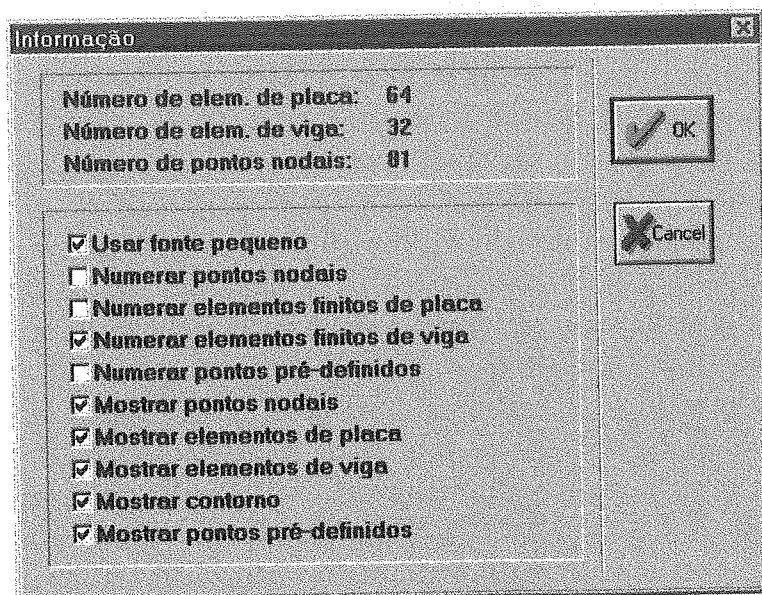 Informação
Número de elem. de placa: 64
Número de elem. de viga: 32
Número de pontos nodais: 81
OK
Cancel
Usar fonte pequeno
Numerar pontos nodais
Numerar elementos finitos de placa
Numerar elementos finitos de viga
Numerar pontos pré-definidos
Mostrar pontos nodais
Mostrar elementos de placa
Mostrar elementos de viga
Mostrar contorno
Mostrar pontos pré-definidos